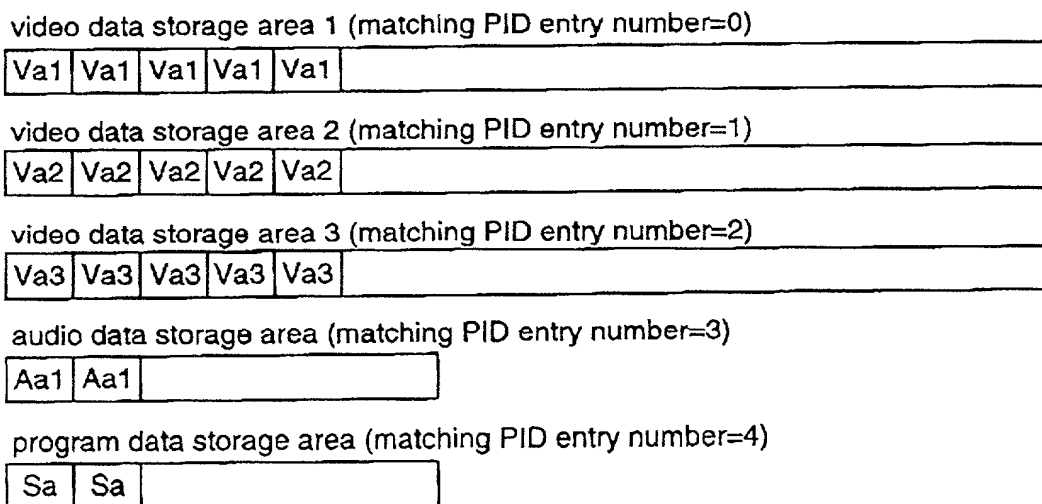 video data storage area 1 (matching PID entry number=0)
Va1 Va1 Va1 Va1 Va1
video data storage area 2 (matching PID entry number=1)
Va2 Va2 Va2 Va2 Va2
video data storage area 3 (matching PID entry number=2)
Va3 Va3 Va3 Va3 Va3
audio data storage area (matching PID entry number=3)
Aa1 Aa1
program data storage area (matching PID entry number=4)
Sa Sa